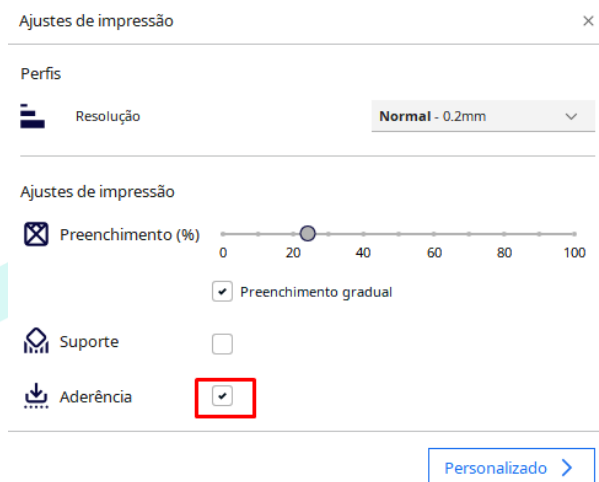 Ajustes de impressão
Perfis
Resolução Normal - 0.2mm
Ajustes de impressão
Preenchimento (%)
0 20 40 60 80 100
Preenchimento gradual
Suporte
Aderência
Personalizado